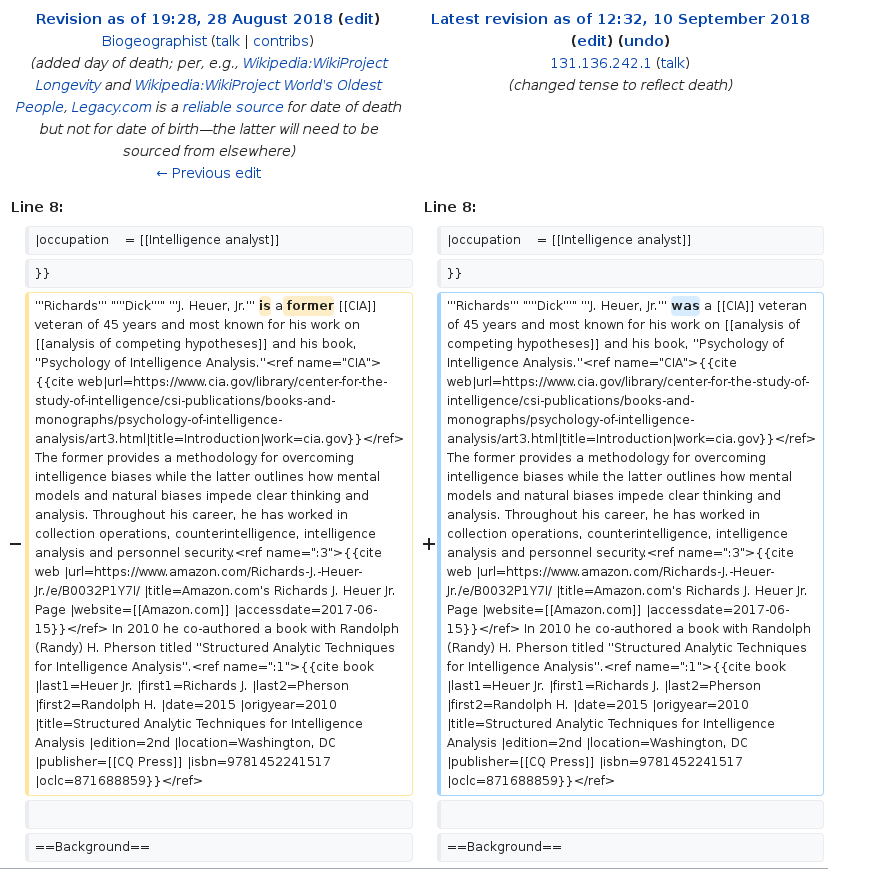 Revision as of 19:28, 28 August 2018 (edit)
Biogeographist (talk | contribs)
(added day of death; per, e.g., Wikipedia:WikiProject
Longevity and Wikipedia:WikiProject World's Oldest
People, Legacy.com is a reliable source for date of death
but not for date of birth—the latter will need to be
sourced from elsewhere)
← Previous edit
Latest revision as of 12:32, 10 September 2018
(edit) (undo)
131.136.242.1 (talk)
(changed tense to reflect death)
Line 8:
|occupation    = [[Intelligence analyst]]
}}
−
'''Richards''' "'''Dick'''" '''J. Heuer, Jr.''' is a former [[CIA]]
veteran of 45 years and most known for his work on
[[analysis of competing hypotheses]] and his book,
''Psychology of Intelligence Analysis.''<ref name="CIA">
{{cite web|url=https://www.cia.gov/library/center-for-the-
study-of-intelligence/csi-publications/books-and-
monographs/psychology-of-intelligence-
analysis/art3.html|title=Introduction|work=cia.gov}}</ref>
The former provides a methodology for overcoming
intelligence biases while the latter outlines how mental
models and natural biases impede clear thinking and
analysis. Throughout his career, he has worked in
collection operations, counterintelligence, intelligence
analysis and personnel security.<ref name=":3">{{cite
web |url=https://www.amazon.com/Richards-J.-Heuer-
Jr./e/B0032P1Y7I/ |title=Amazon.com's Richards J. Heuer Jr.
Page |website=[[Amazon.com]] |accessdate=2017-06-
15}}</ref> In 2010 he co-authored a book with Randolph
(Randy) H. Pherson titled ''Structured Analytic Techniques
for Intelligence Analysis''.<ref name=":1">{{cite book
|last1=Heuer Jr. |first1=Richards J. |last2=Pherson
|first2=Randolph H. |date=2015 |origyear=2010
|title=Structured Analytic Techniques for Intelligence
Analysis |edition=2nd |location=Washington, DC
|publisher=[[CQ Press]] |isbn=9781452241517
|oclc=871688859}}</ref>
==Background==
Line 8:
|occupation    = [[Intelligence analyst]]
}}
+
'''Richards''' "'''Dick'''" '''J. Heuer, Jr.''' was a [[CIA]] veteran
of 45 years and most known for his work on [[analysis of
competing hypotheses]] and his book, ''Psychology of
Intelligence Analysis.''<ref name="CIA">{{cite
web|url=https://www.cia.gov/library/center-for-the-study-of-
intelligence/csi-publications/books-and-
monographs/psychology-of-intelligence-
analysis/art3.html|title=Introduction|work=cia.gov}}</ref>
The former provides a methodology for overcoming
intelligence biases while the latter outlines how mental
models and natural biases impede clear thinking and
analysis. Throughout his career, he has worked in
collection operations, counterintelligence, intelligence
analysis and personnel security.<ref name=":3">{{cite
web |url=https://www.amazon.com/Richards-J.-Heuer-
Jr./e/B0032P1Y7I/ |title=Amazon.com's Richards J. Heuer Jr.
Page |website=[[Amazon.com]] |accessdate=2017-06-
15}}</ref> In 2010 he co-authored a book with Randolph
(Randy) H. Pherson titled ''Structured Analytic Techniques
for Intelligence Analysis''.<ref name=":1">{{cite book
|last1=Heuer Jr. |first1=Richards J. |last2=Pherson
|first2=Randolph H. |date=2015 |origyear=2010
|title=Structured Analytic Techniques for Intelligence
Analysis |edition=2nd |location=Washington, DC
|publisher=[[CQ Press]] |isbn=9781452241517
|oclc=871688859}}</ref>
==Background==